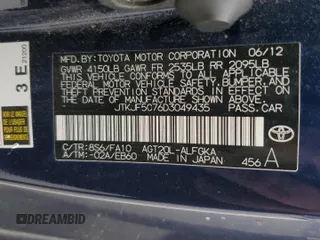 3 E
21200
MFD. BY: TOYOTA MOTOR CORPORATION 06/12
GVWR 4150LB GAWR FR 2535LB RR 2095LB
THIS VEHICLE CONFORMS TO ALL APPLICABLE
FEDERAL MOTOR VEHICLE SAFETY, BUMPER, AND
THEFT PREVENTION STANDARDS IN EFFECT ON
THE DATE OF MANUFACTURE SHOWN ABOVE.
JTKJF5C76D3049435 PASS.CAR
C/TR: 8S6/FA10 AGT20L-ALFGKA
A/TM: -02A/EB60 MADE IN JAPAN
456 A
TOYOTA
DREAMBID